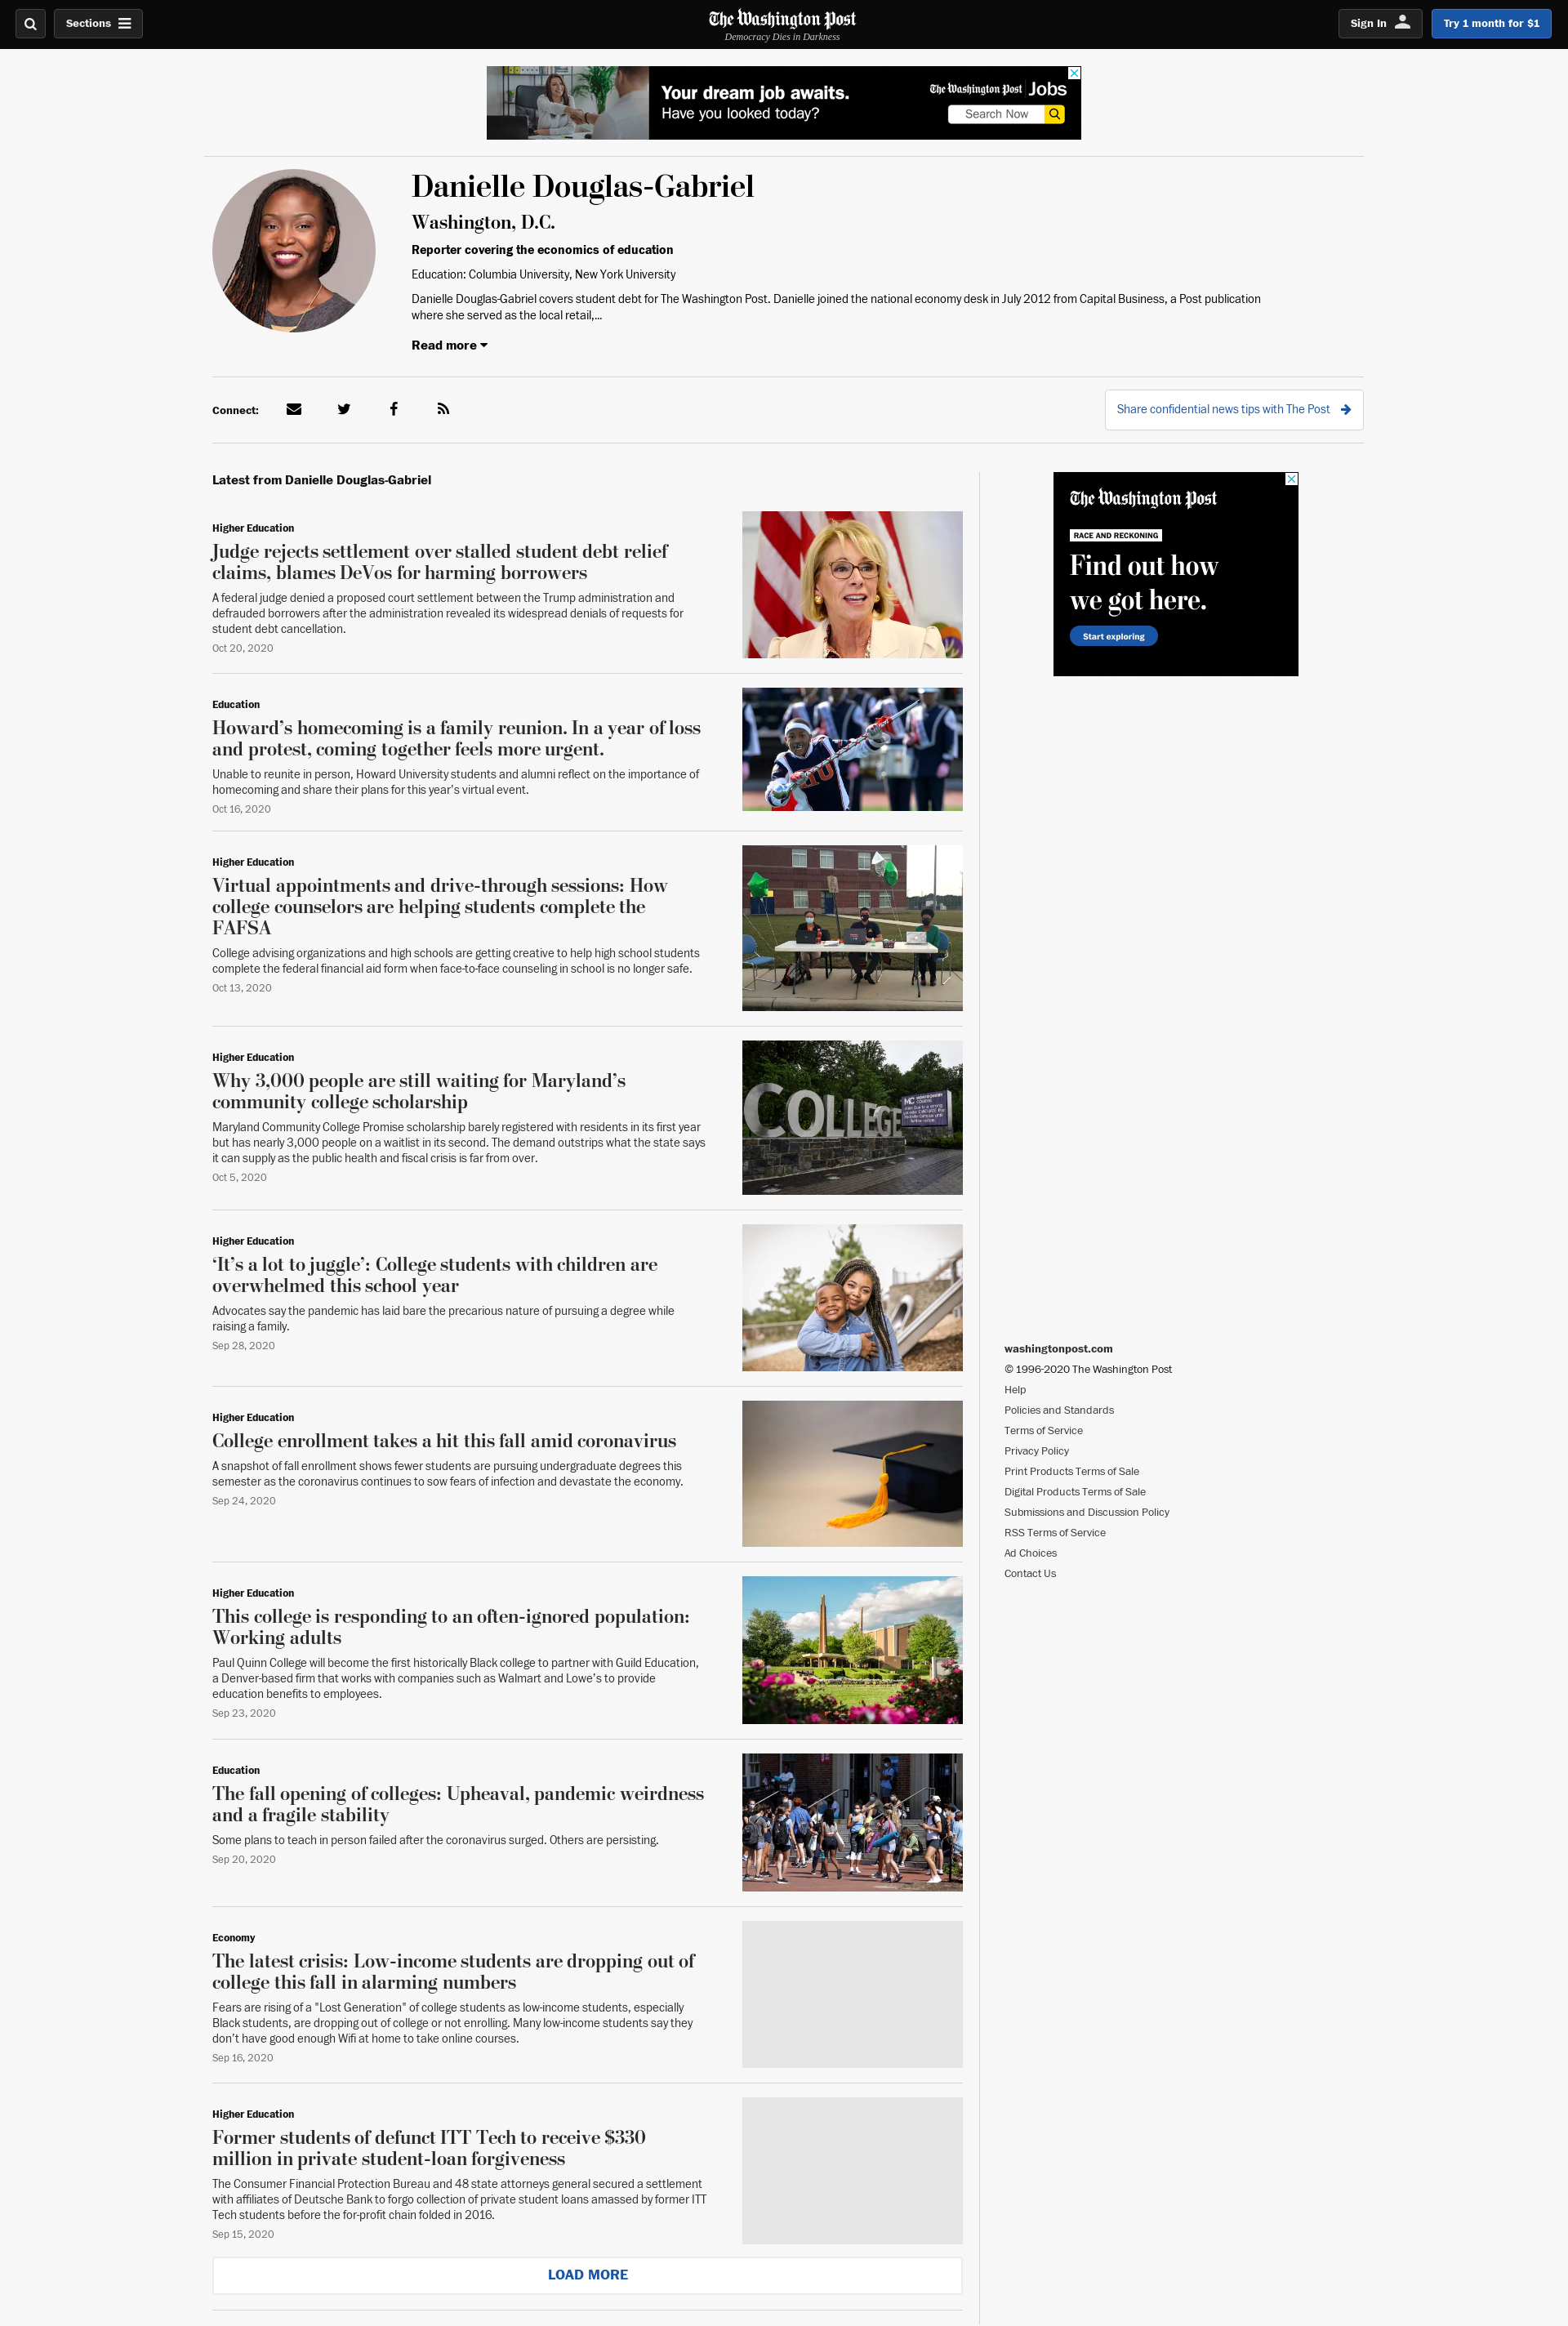 Sections
The Washington Post
Democracy Dies in Darkness
Sign In
Try 1 month for $1
Your dream job awaits.
Have you looked today?
The Washington Post Jobs
Search Now
Danielle Douglas-Gabriel
Washington, D.C.
Reporter covering the economics of education
Education: Columbia University, New York University
Danielle Douglas-Gabriel covers student debt for The Washington Post. Danielle joined the national economy desk in July 2012 from Capital Business, a Post publication
where she served as the local retail,...
Read more
Connect:
Share confidential news tips with The Post
Latest from Danielle Douglas-Gabriel
Higher Education
Judge rejects settlement over stalled student debt relief
claims, blames DeVos for harming borrowers
A federal judge denied a proposed court settlement between the Trump administration and
defrauded borrowers after the administration revealed its widespread denials of requests for
student debt cancellation.
Oct 20, 2020
Education
Howard’s homecoming is a family reunion. In a year of loss
and protest, coming together feels more urgent.
Unable to reunite in person, Howard University students and alumni reflect on the importance of
homecoming and share their plans for this year’s virtual event.
Oct 16, 2020
HU
Higher Education
Virtual appointments and drive-through sessions: How
college counselors are helping students complete the
FAFSA
College advising organizations and high schools are getting creative to help high school students
complete the federal financial aid form when face-to-face counseling in school is no longer safe.
Oct 13, 2020
Higher Education
Why 3,000 people are still waiting for Maryland’s
community college scholarship
Maryland Community College Promise scholarship barely registered with residents in its first year
but has nearly 3,000 people on a waitlist in its second. The demand outstrips what the state says
it can supply as the public health and fiscal crisis is far from over.
Oct 5, 2020
COLLEGE
MC
Higher Education
‘It’s a lot to juggle’: College students with children are
overwhelmed this school year
Advocates say the pandemic has laid bare the precarious nature of pursuing a degree while
raising a family.
Sep 28, 2020
Higher Education
College enrollment takes a hit this fall amid coronavirus
A snapshot of fall enrollment shows fewer students are pursuing undergraduate degrees this
semester as the coronavirus continues to sow fears of infection and devastate the economy.
Sep 24, 2020
Higher Education
This college is responding to an often-ignored population:
Working adults
Paul Quinn College will become the first historically Black college to partner with Guild Education,
a Denver-based firm that works with companies such as Walmart and Lowe’s to provide
education benefits to employees.
Sep 23, 2020
Education
The fall opening of colleges: Upheaval, pandemic weirdness
and a fragile stability
Some plans to teach in person failed after the coronavirus surged. Others are persisting.
Sep 20, 2020
Economy
The latest crisis: Low-income students are dropping out of
college this fall in alarming numbers
Fears are rising of a "Lost Generation" of college students as low-income students, especially
Black students, are dropping out of college or not enrolling. Many low-income students say they
don’t have good enough Wifi at home to take online courses.
Sep 16, 2020
Higher Education
Former students of defunct ITT Tech to receive $330
million in private student-loan forgiveness
The Consumer Financial Protection Bureau and 48 state attorneys general secured a settlement
with affiliates of Deutsche Bank to forgo collection of private student loans amassed by former ITT
Tech students before the for-profit chain folded in 2016.
Sep 15, 2020
LOAD MORE
The Washington Post
RACE AND RECKONING
Find out how
we got here.
Start exploring
washingtonpost.com
© 1996-2020 The Washington Post
Help
Policies and Standards
Terms of Service
Privacy Policy
Print Products Terms of Sale
Digital Products Terms of Sale
Submissions and Discussion Policy
RSS Terms of Service
Ad Choices
Contact Us